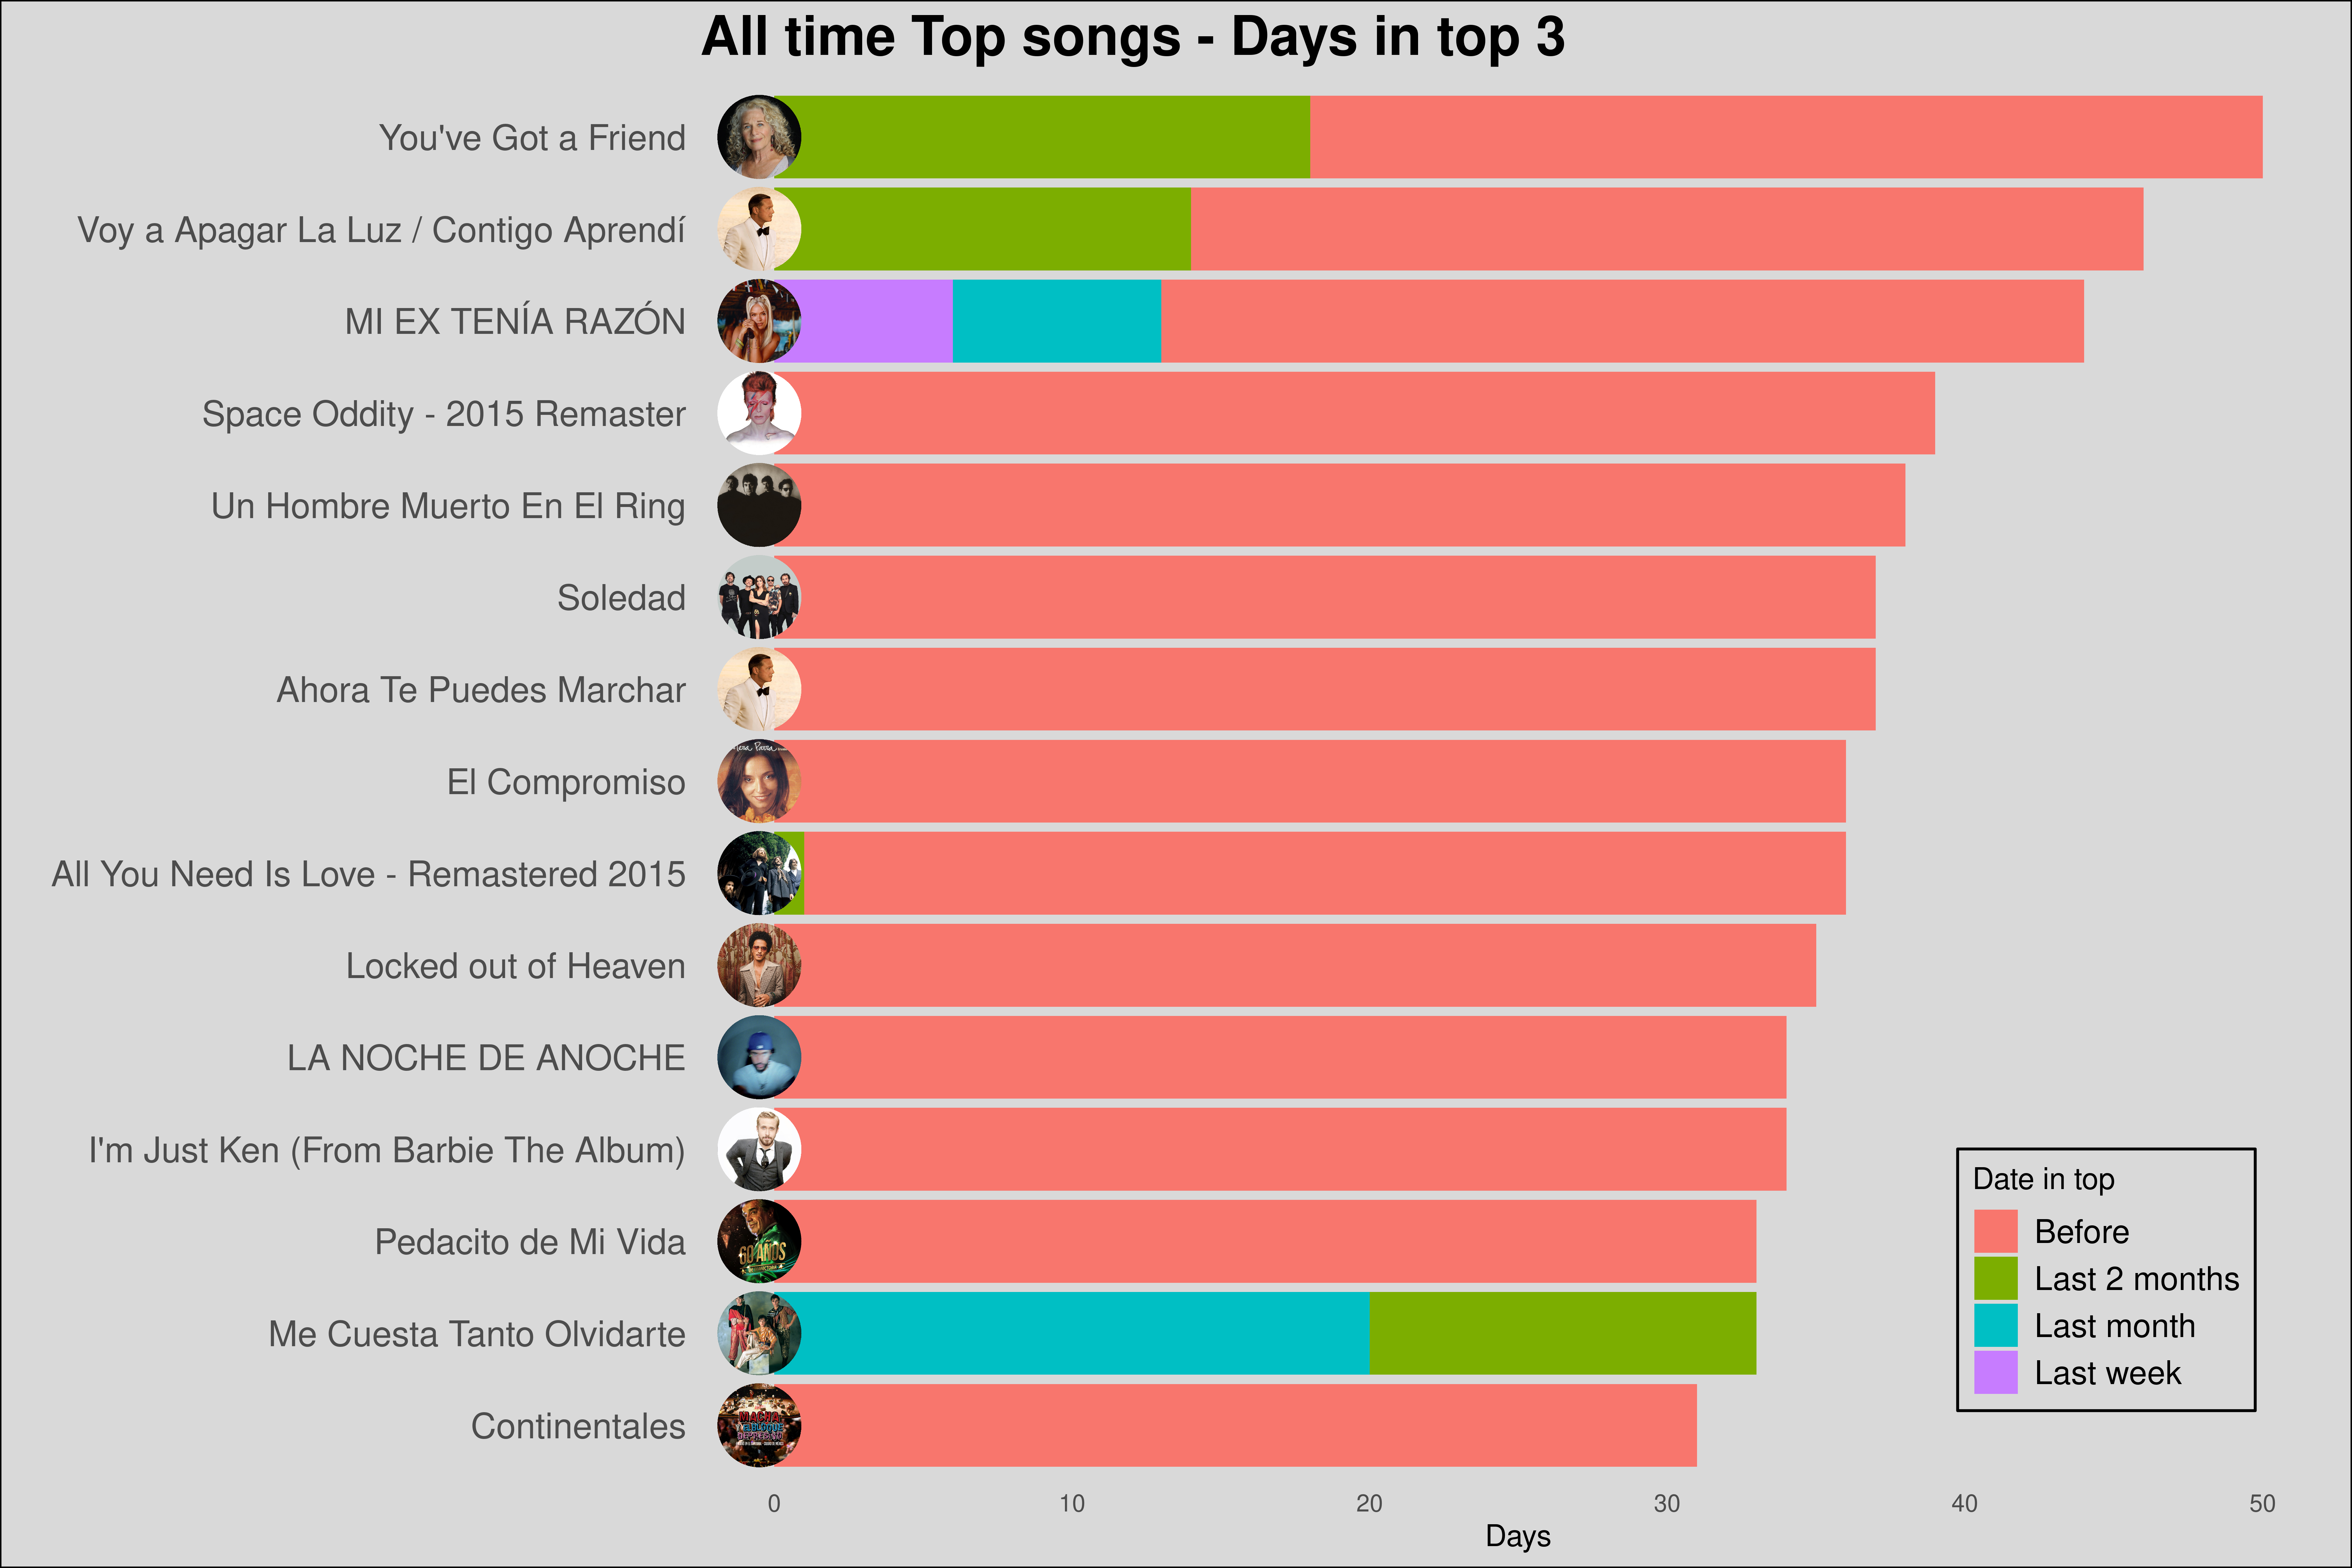 All time Top songs - Days in top 3
You've Got a Friend
Voy a Apagar La Luz / Contigo Aprendí
MI EX TENÍA RAZÓN
Space Oddity - 2015 Remaster
Un Hombre Muerto En El Ring
Soledad
Ahora Te Puedes Marchar
El Compromiso
All You Need Is Love - Remastered 2015
Locked out of Heaven
LA NOCHE DE ANOCHE
I'm Just Ken (From Barbie The Album)
Pedacito de Mi Vida
60 AÑOS
Me Cuesta Tanto Olvidarte
Continentales
MACHA
Date in top
Before
Last 2 months
Last month
Last week
0 10 20 30 40 50
Days